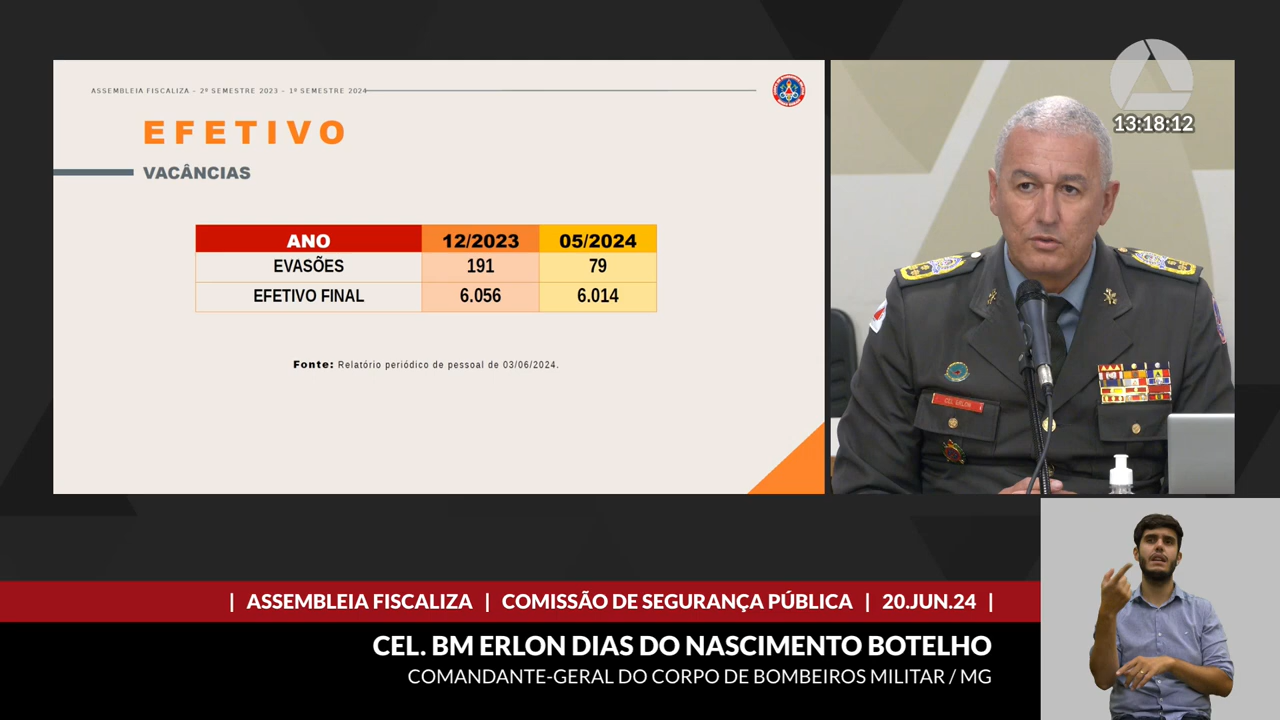 ASSEMBLEIA FISCALIZA - 2º SEMESTRE 2023 - 1º SEMESTRE 2024
EFETIVO
VACÂNCIAS
ANO 12/2023 05/2024
EVASÕES 191 79
EFETIVO FINAL 6.056 6.014
Fonte: Relatório periódico de pessoal de 03/06/2024.
13:18:12
CEL ERLON
| ASSEMBLEIA FISCALIZA | COMISSÃO DE SEGURANÇA PÚBLICA | 20.JUN.24 |
CEL. BM ERLON DIAS DO NASCIMENTO BOTELHO
COMANDANTE-GERAL DO CORPO DE BOMBEIROS MILITAR / MG